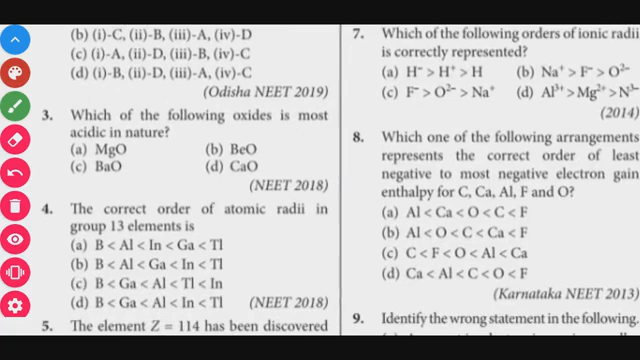 (b) (i)-C, (ii)-B, (iii)-A, (iv)-D
(c) (i)-A, (ii)-D, (iii)-B, (iv)-C
(d) (i)-B, (ii)-D, (iii)-A, (iv)-C
(Odisha NEET 2019)
3. Which of the following oxides is most
acidic in nature?
(a) MgO (b) BeO
(c) BaO (d) CaO
(NEET 2018)
4. The correct order of atomic radii in
group 13 elements is
(a) B < Al < In < Ga < Tl
(b) B < Al < Ga < In < Tl
(c) B < Ga < Al < Tl < In
(d) B < Ga < Al < In < Tl (NEET 2018)
5. The element Z = 114 has been discovered
7. Which of the following orders of ionic radii
is correctly represented?
(a) H⁻ > H⁺ > H (b) Na⁺ > F⁻ > O²⁻
(c) F⁻ > O²⁻ > Na⁺ (d) Al³⁺ > Mg²⁺ > N³⁻
(2014)
8. Which one of the following arrangements
represents the correct order of least
negative to most negative electron gain
enthalpy for C, Ca, Al, F and O?
(a) Al < Ca < O < C < F
(b) Al < O < C < Ca < F
(c) C < F < O < Al < Ca
(d) Ca < Al < C < O < F
(Karnataka NEET 2013)
9. Identify the wrong statement in the following.